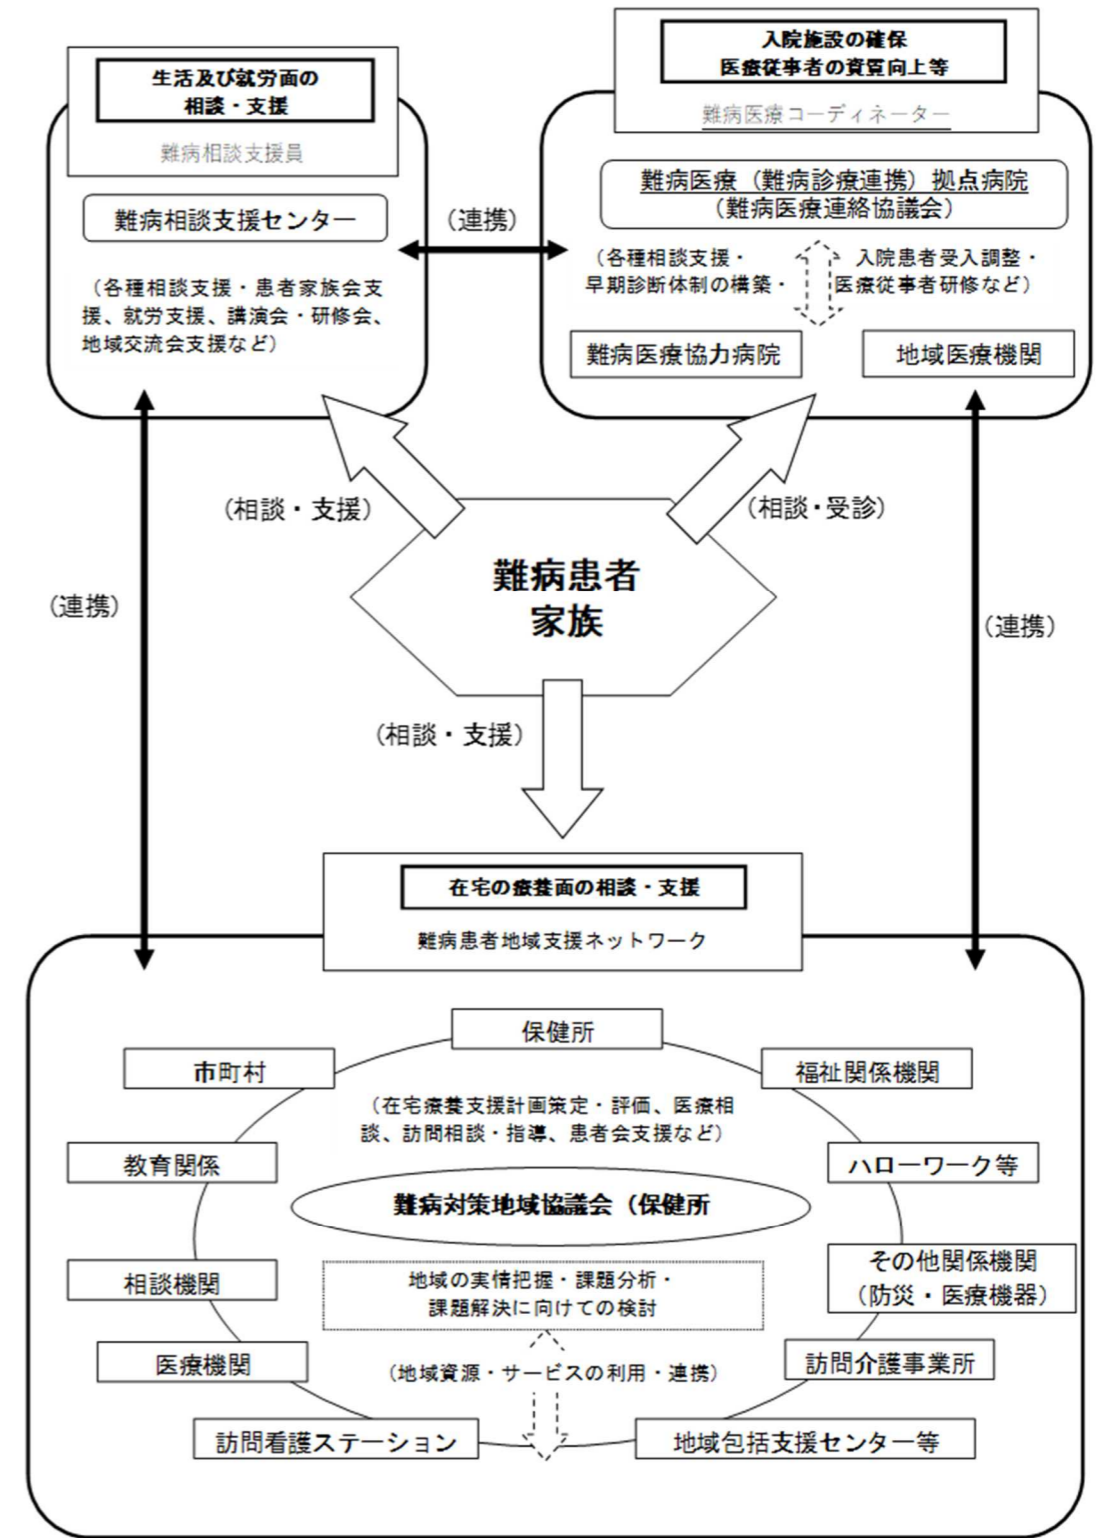 生活及び就労面の
相談・支援
難病相談支援員
難病相談支援センター
（各種相談支援・患者家族会支
援、就労支援、講演会・研修会、
地域交流会支援など）
（連携）
入院施設の確保
医療従事者の資質向上等
難病医療コーディネーター
難病医療（難病診療連携）拠点病院
（難病医療連絡協議会）
（各種相談支援・　入院患者受入調整・
早期診断体制の構築・　医療従事者研修など）
難病医療協力病院
地域医療機関
（相談・支援）
（相談・受診）
難病患者
家族
（連携）
（連携）
（相談・支援）
在宅の療養面の相談・支援
難病患者地域支援ネットワーク
保健所
市町村
福祉関係機関
（在宅療養支援計画策定・評価、医療相
談、訪問相談・指導、患者会支援など）
教育関係
ハローワーク等
難病対策地域協議会（保健所
相談機関
地域の実情把握・課題分析・
課題解決に向けての検討
その他関係機関
（防災・医療機器）
医療機関
（地域資源・サービスの利用・連携）
訪問介護事業所
訪問看護ステーション
地域包括支援センター等